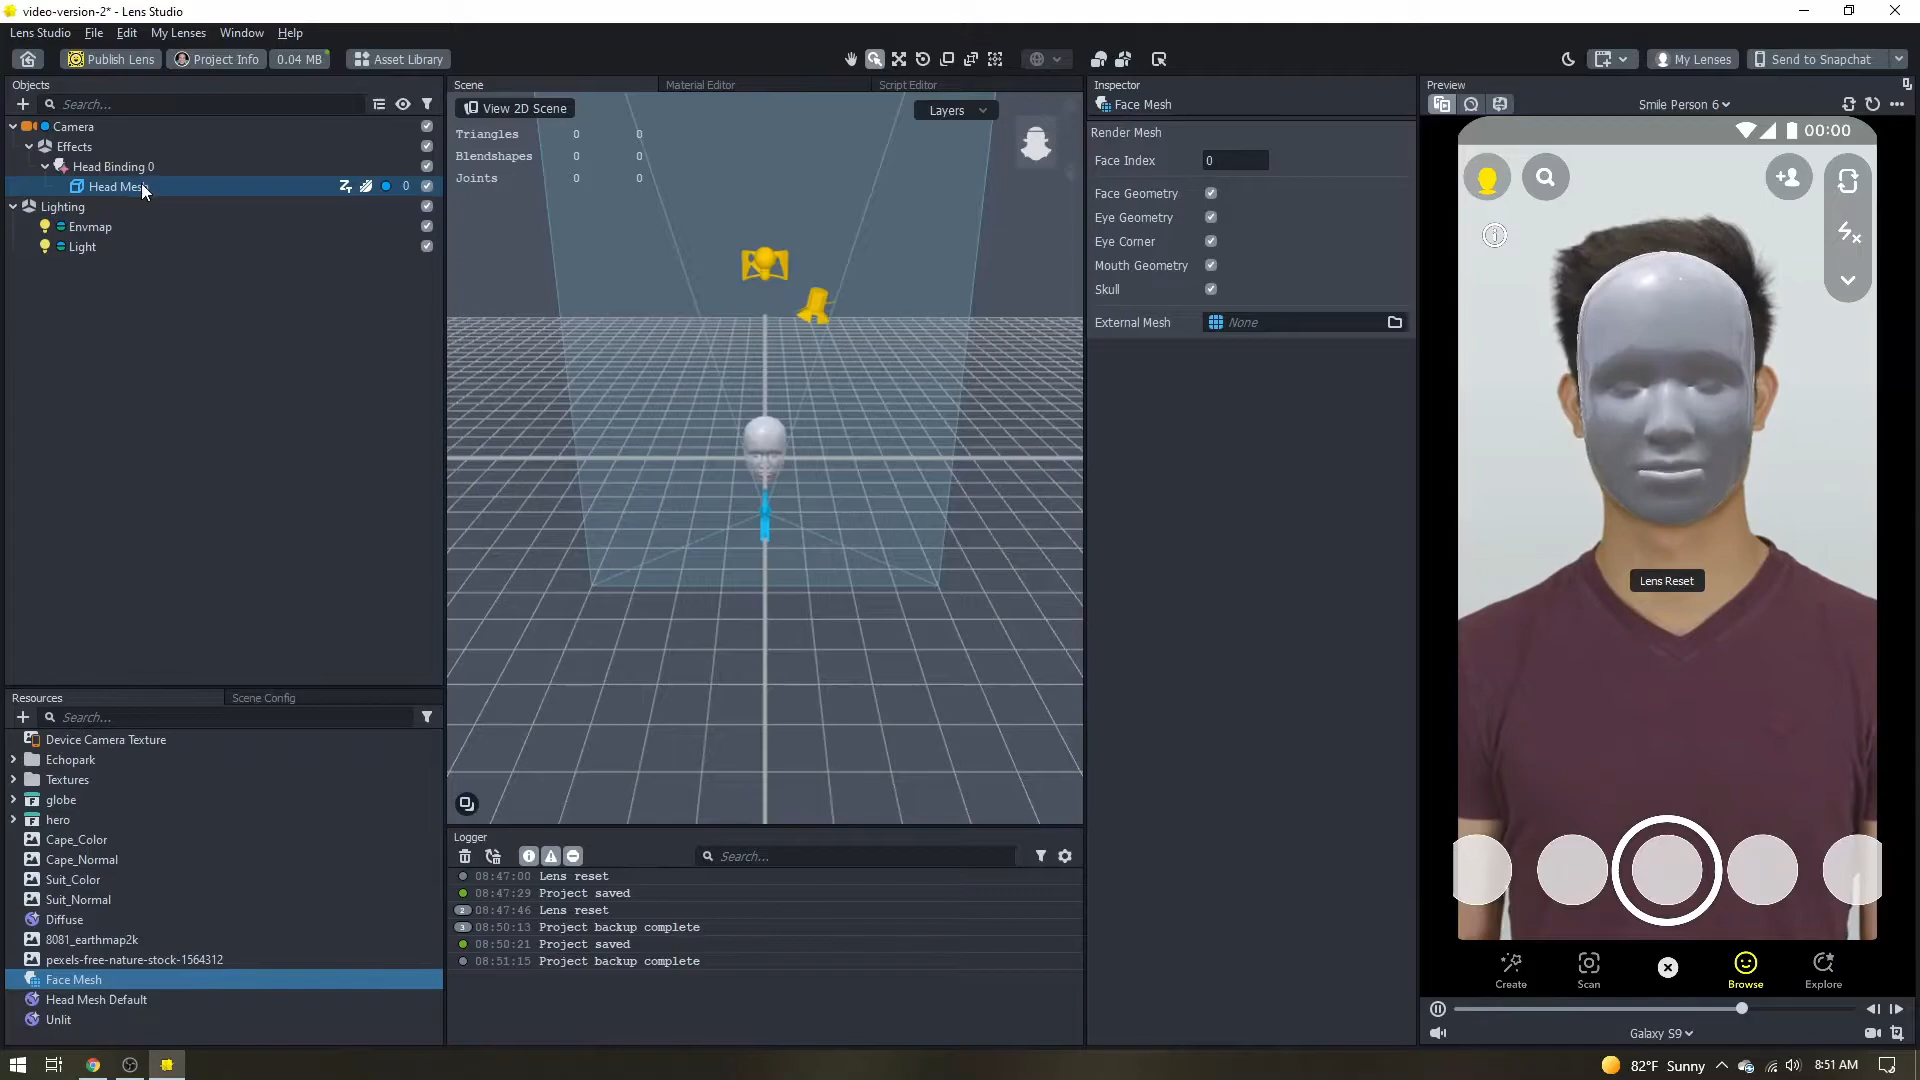 video-version-2* - Lens Studio
Lens Studio File Edit My Lenses Window Help
Publish Lens Project Info 0.04 MB Asset Library My Lenses Send to Snapchat
Objects
Search...
Camera
Effects
Head Binding 0
Head Mesh 0
Lighting
Envmap
Light
Resources Scene Config
Search...
Device Camera Texture
Echopark
Textures
globe
hero
Cape_Color
Cape_Normal
Suit_Color
Suit_Normal
Diffuse
8081_earthmap2k
pexels-free-nature-stock-1564312
Face Mesh
Head Mesh Default
Unlit
Scene Material Editor Script Editor
View 2D Scene Layers
Triangles 0 0
Blendshapes 0 0
Joints 0 0
Logger
Search...
08:47:00 Lens reset
08:47:29 Project saved
2 08:47:46 Lens reset
3 08:50:13 Project backup complete
08:50:21 Project saved
08:51:15 Project backup complete
Inspector
Face Mesh
Render Mesh
Face Index 0
Face Geometry
Eye Geometry
Eye Corner
Mouth Geometry
Skull
External Mesh None
Preview
Smile Person 6
00:00
Lens Reset
Create Scan Browse Explore
Galaxy S9
82°F Sunny 8:51 AM